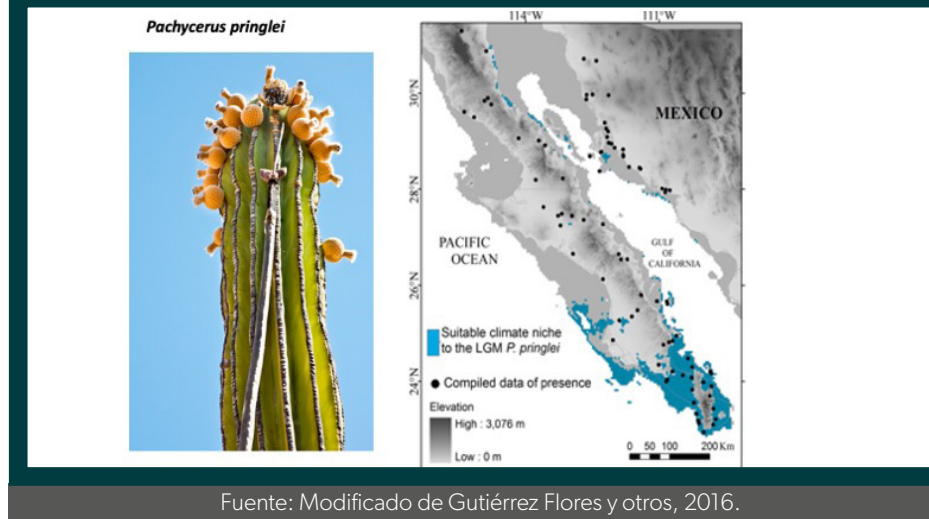 Pachycerus pringlei
114°W 111°W
30°N
28°N
26°N
24°N
MEXICO
PACIFIC
OCEAN
GULF
OF
CALIFORNIA
Suitable climate niche
to the LGM P. pringlei
Compiled data of presence
Elevation
High : 3,076 m
Low : 0 m
0 50 100 200 Km
Fuente: Modificado de Gutiérrez Flores y otros, 2016.